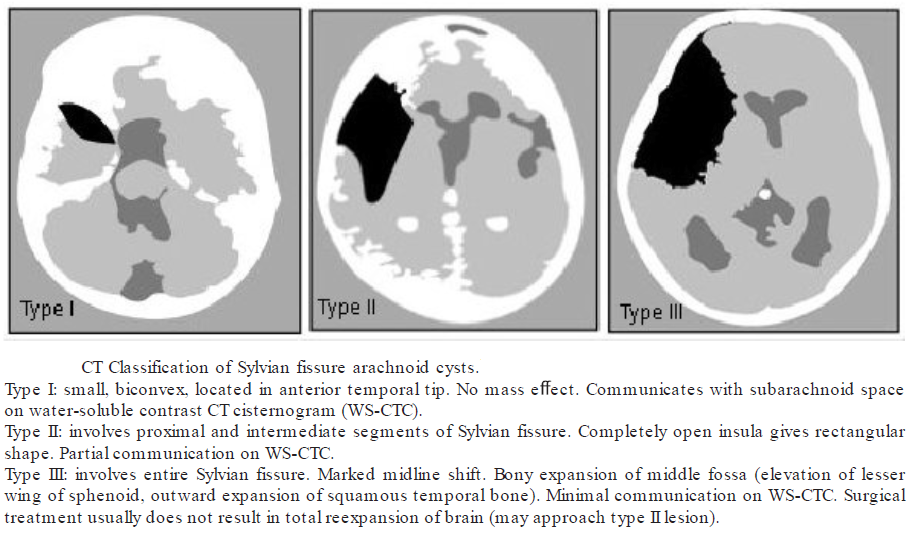 Type I
Type II
Type III
CT Classification of Sylvian fissure arachnoid cysts.
Type I: small, biconvex, located in anterior temporal tip. No mass effect. Communicates with subarachnoid space
on water-soluble contrast CT cisternogram (WS-CTC).
Type II: involves proximal and intermediate segments of Sylvian fissure. Completely open insula gives rectangular
shape. Partial communication on WS-CTC.
Type III: involves entire Sylvian fissure. Marked midline shift. Bony expansion of middle fossa (elevation of lesser
wing of sphenoid, outward expansion of squamous temporal bone). Minimal communication on WS-CTC. Surgical
treatment usually does not result in total reexpansion of brain (may approach type II lesion).